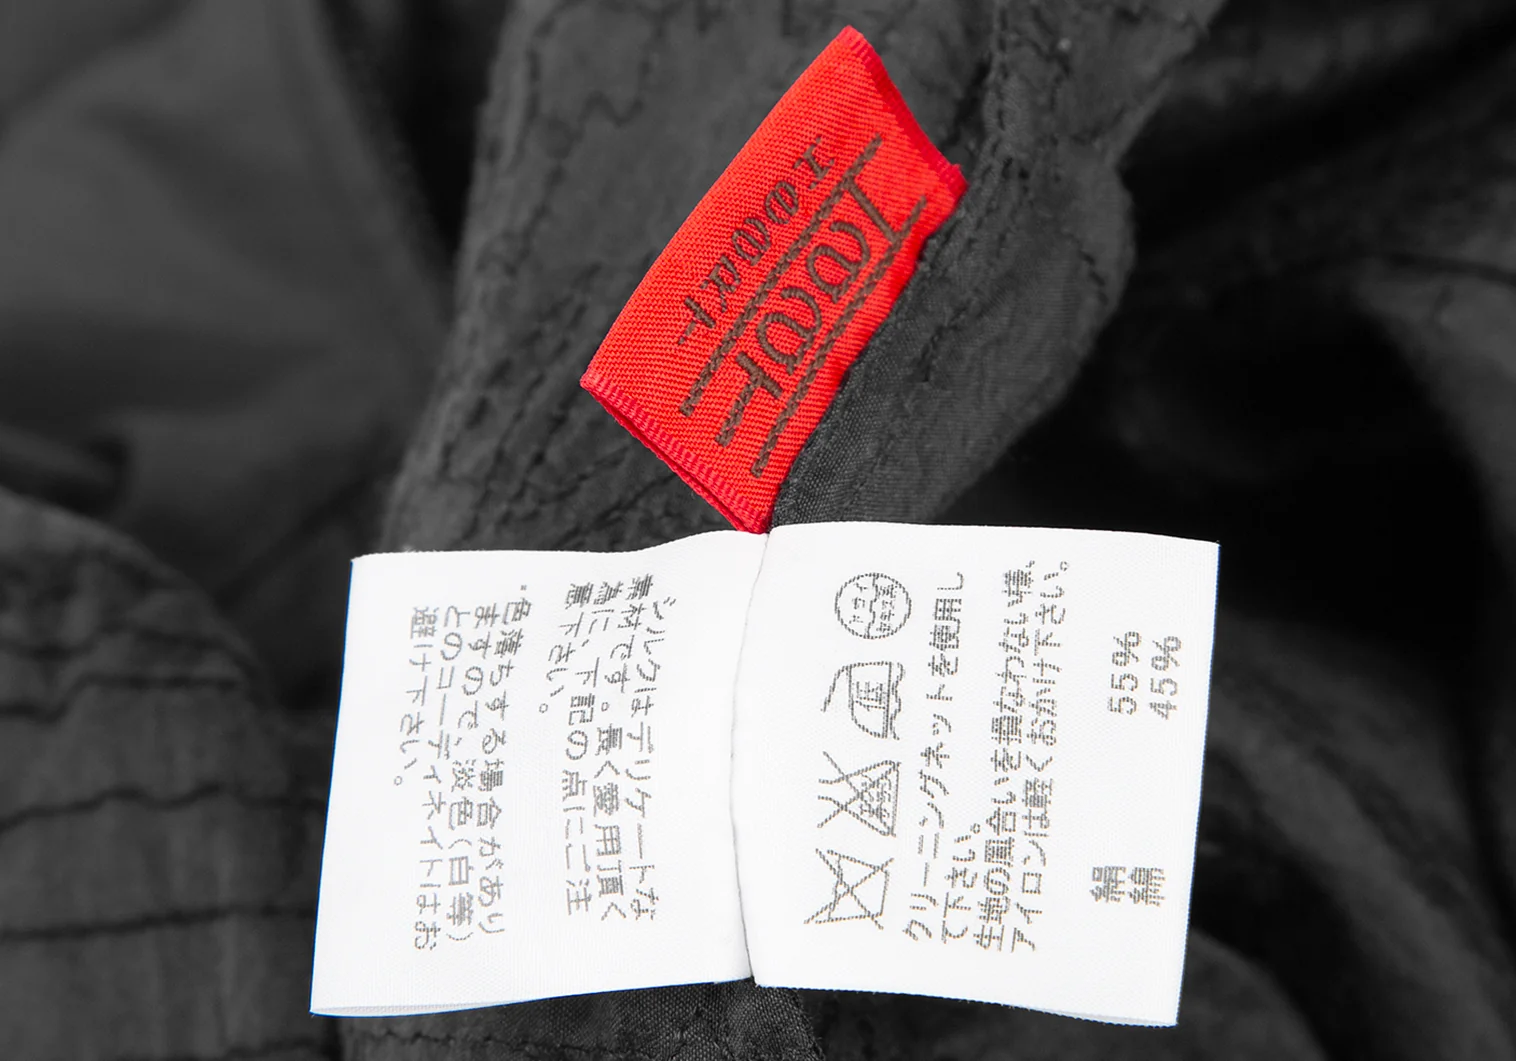 クリーニングネットを使用し
て下さい。
生地の風合いを損なわない様、
アイロンは軽くおかけ下さい。
絹 55%
綿 45%
シルクはデリケートな
素材です。長く愛用頂く
為に、下記の点にご注
意下さい。
・色落ちする場合があり
ますので、淡色(白等)
とのコーディネイトはお
避け下さい。